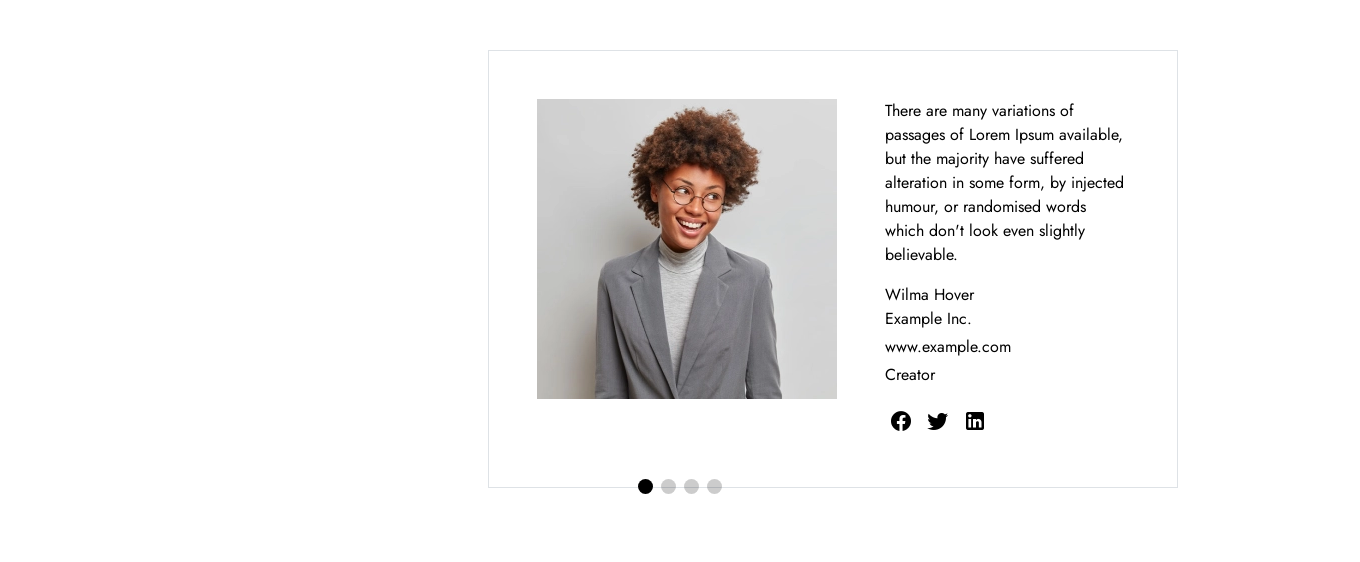 There are many variations of
passages of Lorem Ipsum available,
but the majority have suffered
alteration in some form, by injected
humour, or randomised words
which don't look even slightly
believable.
Wilma Hover
Example Inc.
www.example.com
Creator